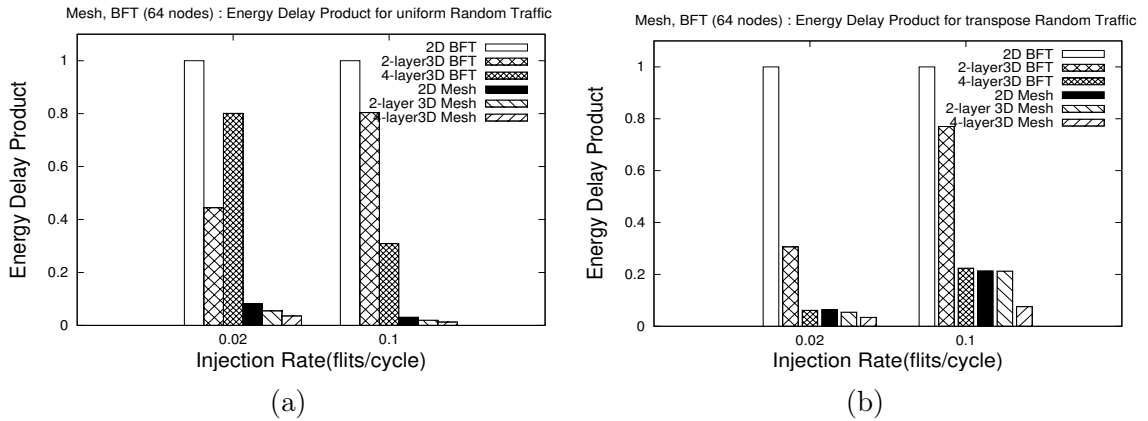 Mesh, BFT (64 nodes) : Energy Delay Product for uniform Random Traffic
2D BFT
2-layer3D BFT
4-layer3D BFT
2D Mesh
2-layer 3D Mesh
4-layer3D Mesh
1
0.8
0.6
0.4
0.2
0
Energy Delay Product
0.02
0.1
Injection Rate(flits/cycle)
(a)
Mesh, BFT (64 nodes) : Energy Delay Product for transpose Random Traffic
2D BFT
2-layer3D BFT
4-layer3D BFT
2D Mesh
2-layer 3D Mesh
4-layer3D Mesh
1
0.8
0.6
0.4
0.2
0
Energy Delay Product
0.02
0.1
Injection Rate(flits/cycle)
(b)